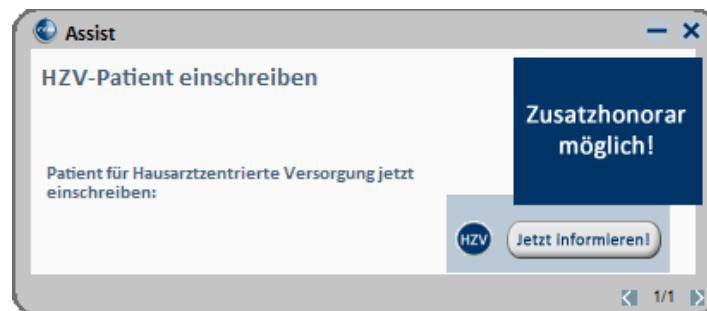 Assist
HZV-Patient einschreiben
Zusatzhonorar
möglich!
Patient für Hausarztzentrierte Versorgung jetzt
einschreiben:
HZV
Jetzt informieren!
1/1